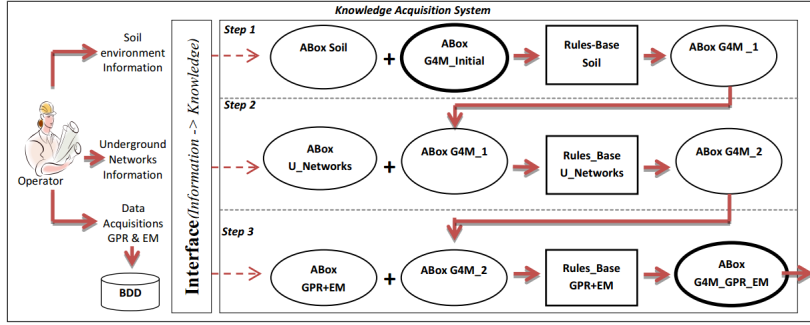 Knowledge Acquisition System
Soil
environment
Information
Operator
Underground
Networks
Information
Data
Acquisitions
GPR & EM
BDD
Interface(Information -> Knowledge)
Step 1
ABox Soil
+
ABox
G4M_Initial
Rules-Base
Soil
ABox G4M _1
Step 2
ABox
U_Networks
+
ABox G4M_1
Rules_Base
U_Networks
ABox G4M_2
Step 3
ABox
GPR+EM
+
ABox G4M_2
Rules_Base
GPR+EM
ABox
G4M_GPR_EM